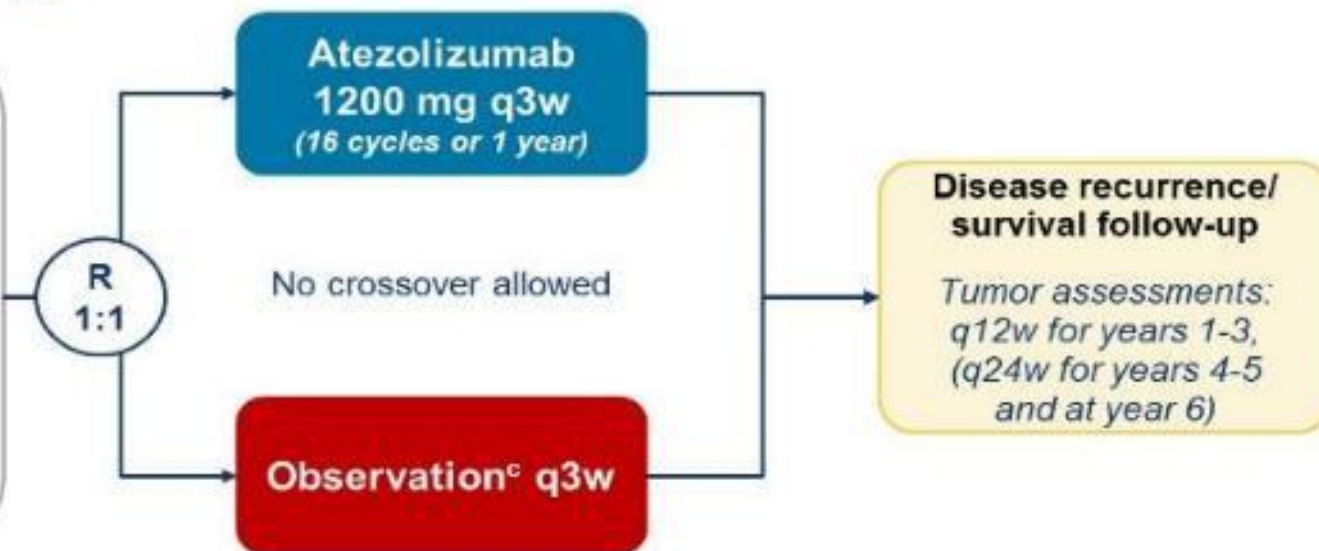 Atezolizumab
1200 mg q3w
(16 cycles or 1 year)
R
1:1
No crossover allowed
Observationᶜ q3w
Disease recurrence/
survival follow-up
Tumor assessments:
q12w for years 1-3,
(q24w for years 4-5
and at year 6)